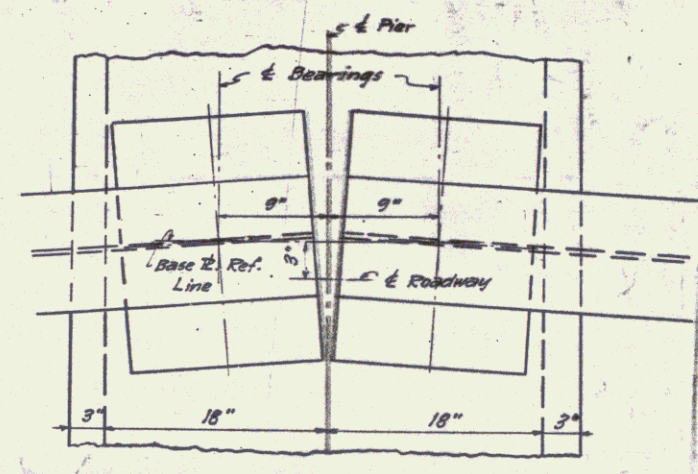 ℄ Pier
℄ Bearings
9" 9"
3"
Base ℄. Ref.
Line
℄ Roadway
3" 18" 18" 3"